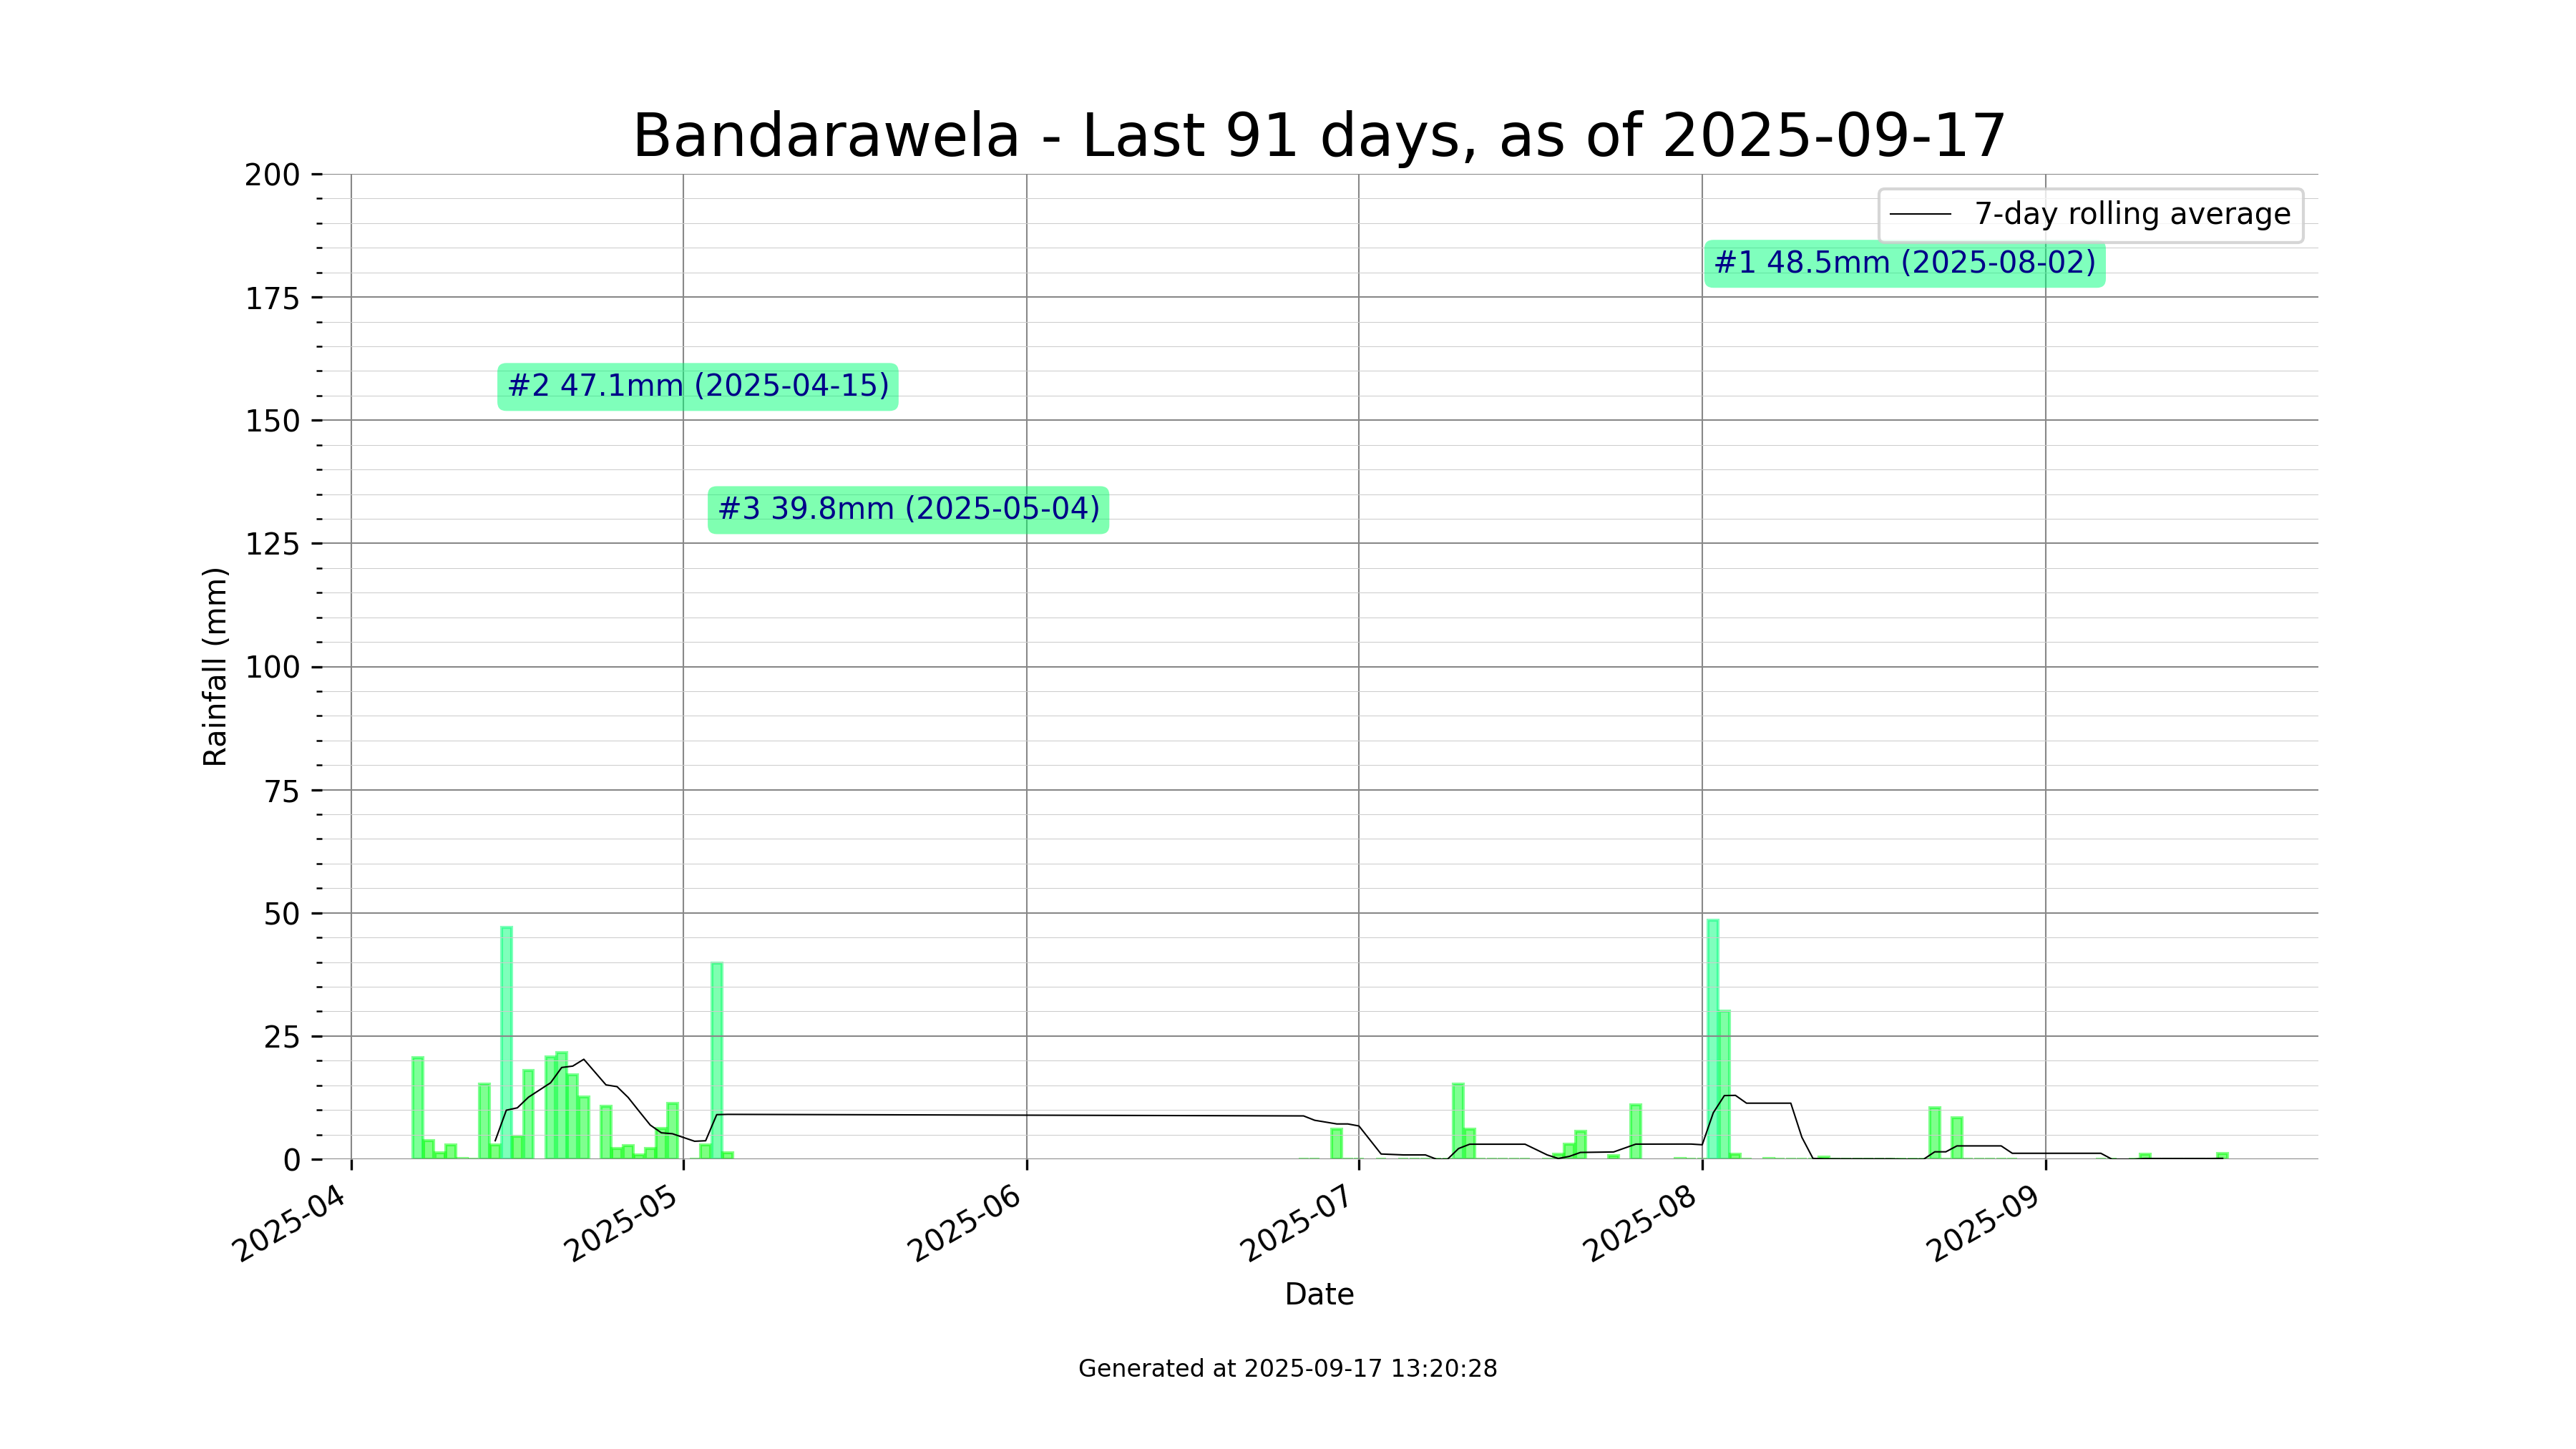 Bandarawela - Last 91 days, as of 2025-09-17
200
175
150
125
100
75
50
25
0
Rainfall (mm)
7-day rolling average
#1 48.5mm (2025-08-02)
#2 47.1mm (2025-04-15)
#3 39.8mm (2025-05-04)
2025-04
2025-05
2025-06
2025-07
2025-08
2025-09
Date
Generated at 2025-09-17 13:20:28